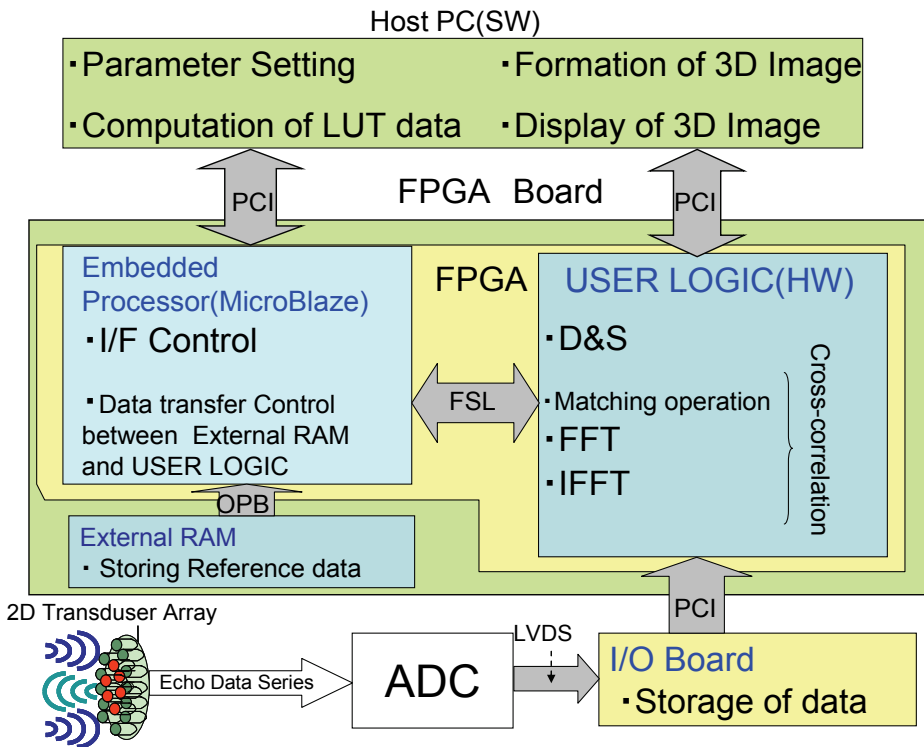 Host PC(SW)
・Parameter Setting
・Formation of 3D Image
・Computation of LUT data
・Display of 3D Image
PCI
FPGA Board
PCI
Embedded
Processor(MicroBlaze)
・I/F Control
・Data transfer Control
between External RAM
and USER LOGIC
FPGA
FSL
USER LOGIC(HW)
・D&S
・Matching operation
・FFT
・IFFT
Cross-correlation
OPB
External RAM
・Storing Reference data
PCI
2D Transduser Array
Echo Data Series
ADC
LVDS
I/O Board
・Storage of data